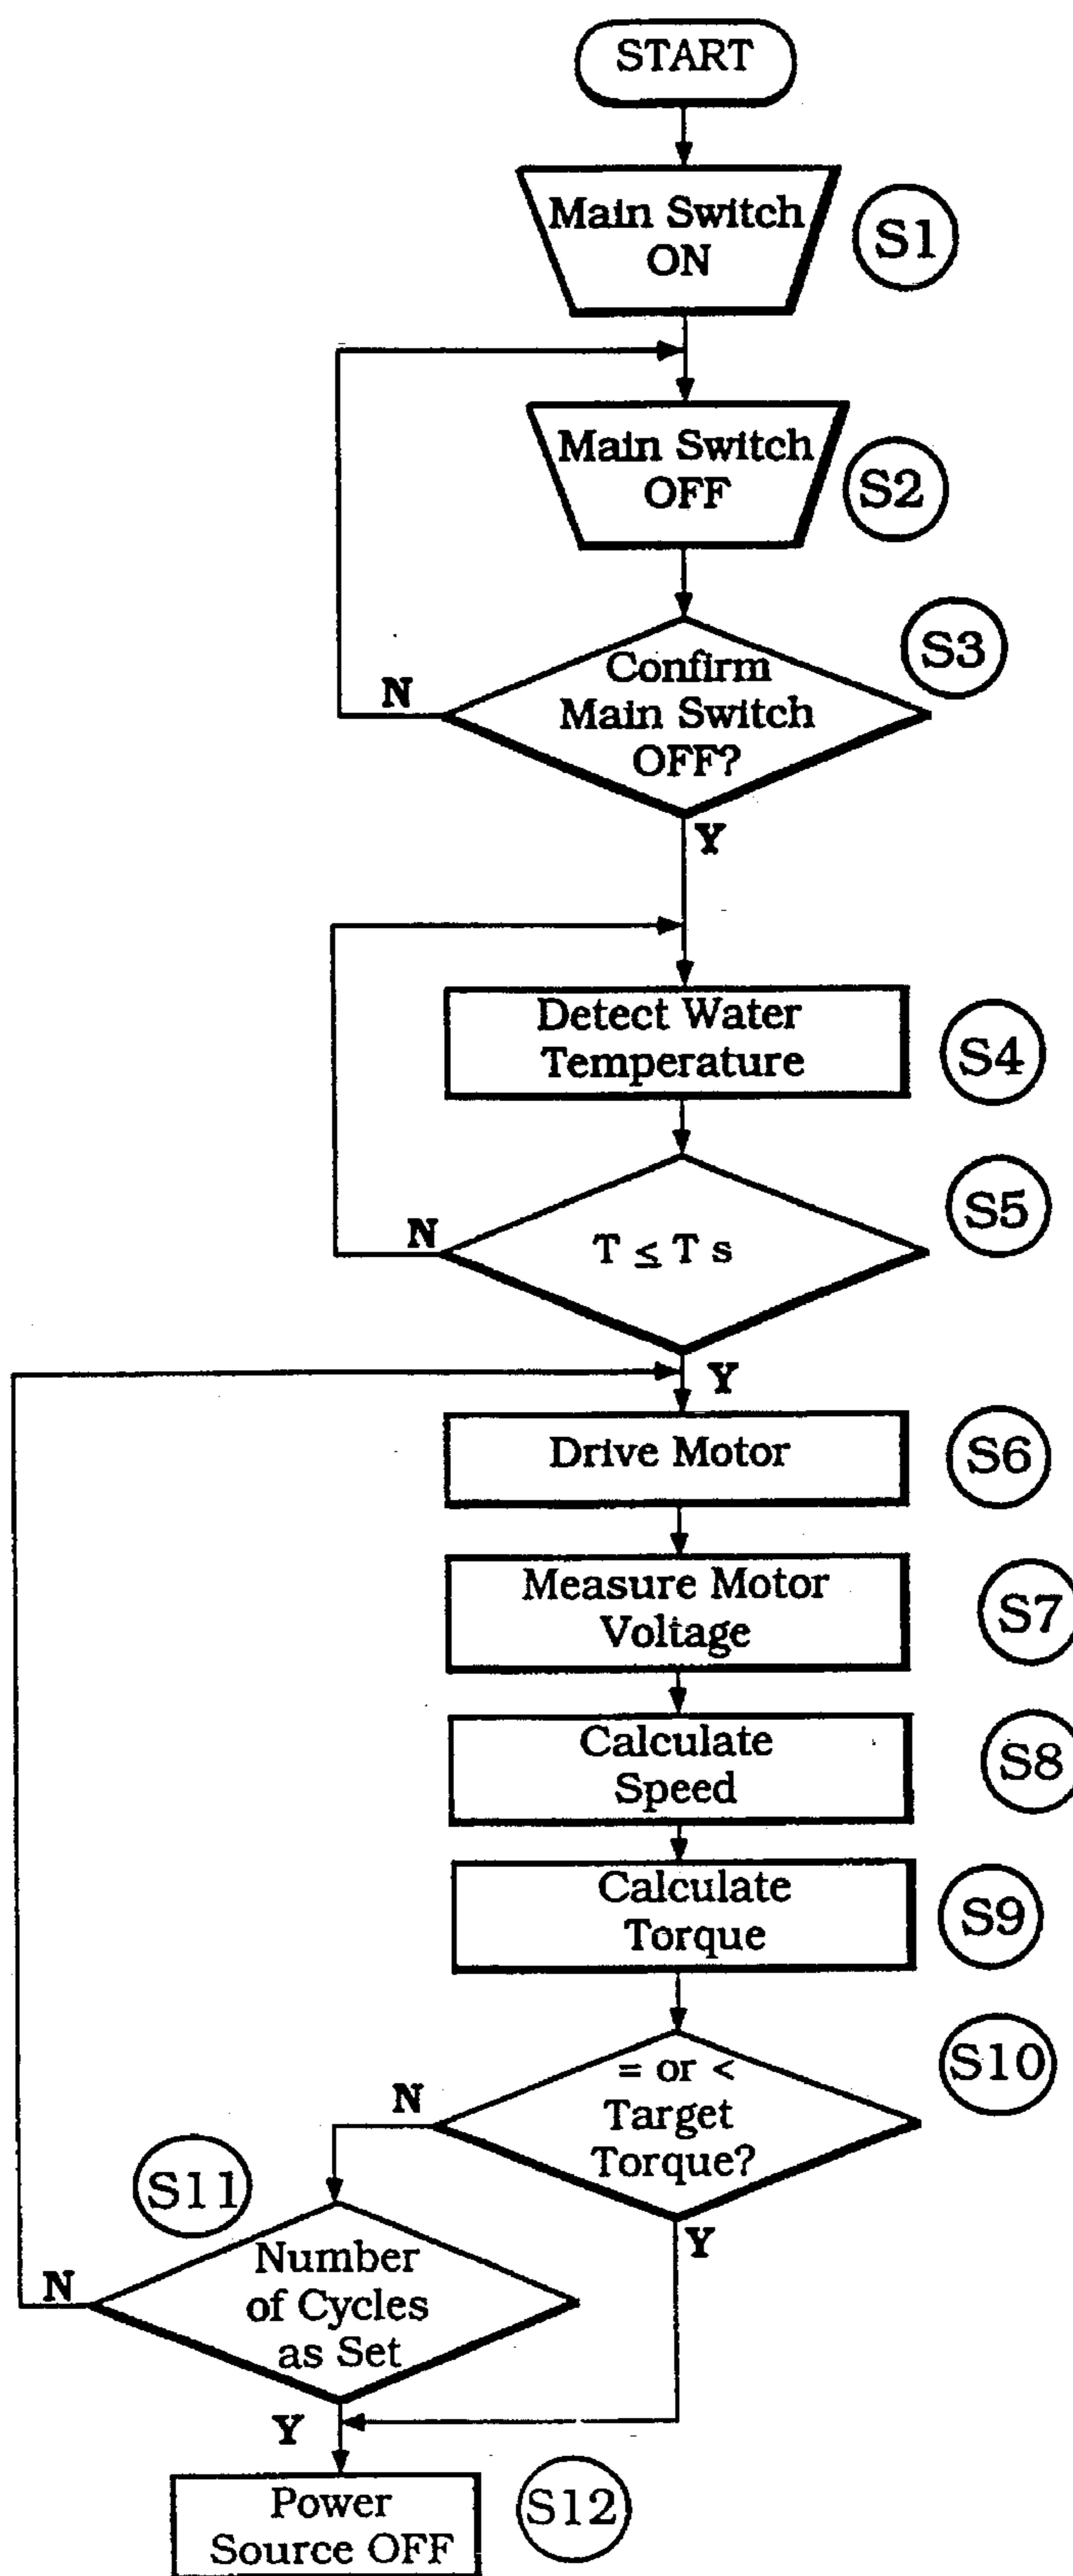 START
Main Switch
ON
S1
Main Switch
OFF
S2
S3
Confirm
Main Switch
OFF?
N
Y
Detect Water
Temperature
S4
S5
T ≤ T s
N
Y
Drive Motor
S6
Measure Motor
Voltage
S7
Calculate
Speed
S8
Calculate
Torque
S9
S10
= or <
Target
Torque?
N
Y
S11
Number
of Cycles
as Set
N
Y
Power
Source OFF
S12